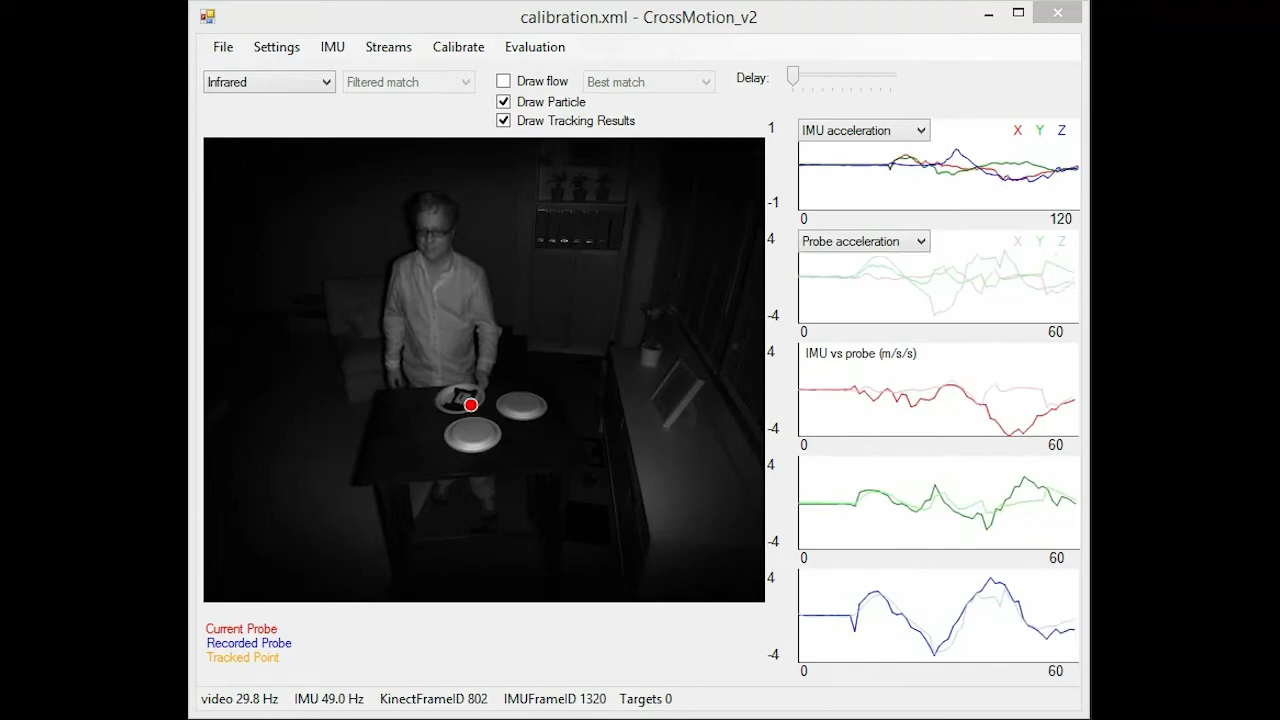 calibration.xml - CrossMotion_v2
File Settings IMU Streams Calibrate Evaluation
Infrared Filtered match Draw flow Best match Delay:
Draw Particle
Draw Tracking Results
1
IMU acceleration X Y Z
-1
0 120
4
Probe acceleration X Y Z
-4
0 60
4
IMU vs probe (m/s/s)
-4
0 60
4
-4
0 60
4
-4
0 60
Current Probe
Recorded Probe
Tracked Point
video 29.8 Hz IMU 49.0 Hz KinectFrameID 802 IMUFrameID 1320 Targets 0